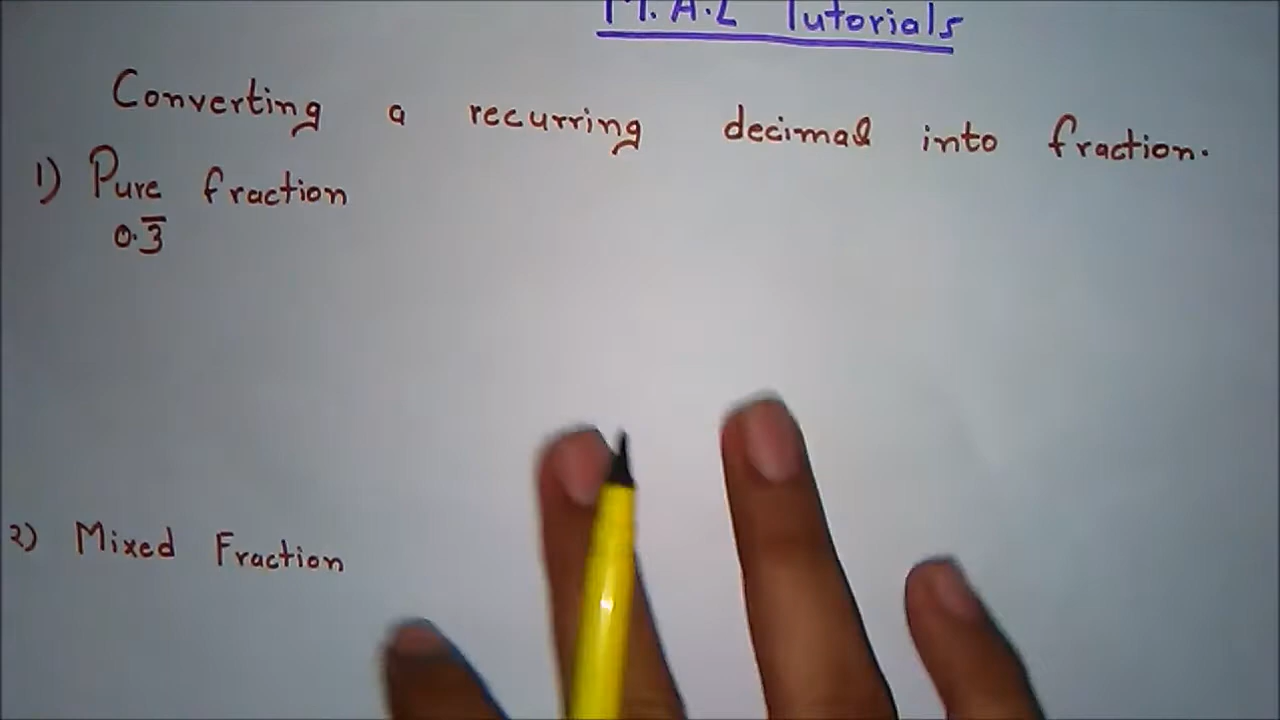 M.A.L Tutorials
Converting a recurring decimal into fraction.
1) Pure fraction
0.3̅
2) Mixed Fraction